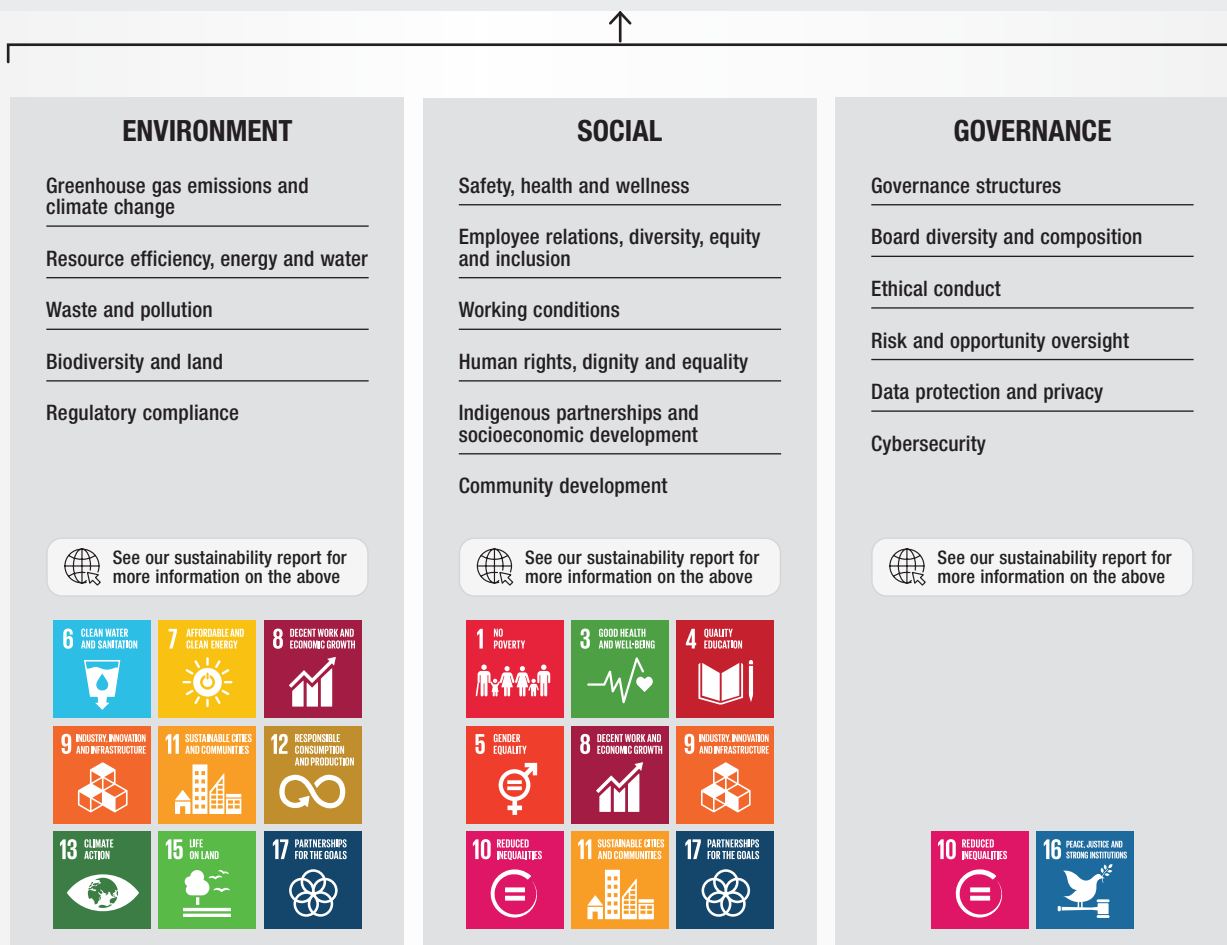 ENVIRONMENT
Greenhouse gas emissions and
climate change
Resource efficiency, energy and water
Waste and pollution
Biodiversity and land
Regulatory compliance
See our sustainability report for
more information on the above
6 CLEAN WATER
AND SANITATION
7 AFFORDABLE AND
CLEAN ENERGY
8 DECENT WORK AND
ECONOMIC GROWTH
9 INDUSTRY, INNOVATION
AND INFRASTRUCTURE
11 SUSTAINABLE CITIES
AND COMMUNITIES
12 RESPONSIBLE
CONSUMPTION
AND PRODUCTION
13 CLIMATE
ACTION
15 LIFE
ON LAND
17 PARTNERSHIPS
FOR THE GOALS
SOCIAL
Safety, health and wellness
Employee relations, diversity, equity
and inclusion
Working conditions
Human rights, dignity and equality
Indigenous partnerships and
socioeconomic development
Community development
See our sustainability report for
more information on the above
1 NO
POVERTY
3 GOOD HEALTH
AND WELL-BEING
4 QUALITY
EDUCATION
5 GENDER
EQUALITY
8 DECENT WORK AND
ECONOMIC GROWTH
9 INDUSTRY, INNOVATION
AND INFRASTRUCTURE
10 REDUCED
INEQUALITIES
11 SUSTAINABLE CITIES
AND COMMUNITIES
17 PARTNERSHIPS
FOR THE GOALS
GOVERNANCE
Governance structures
Board diversity and composition
Ethical conduct
Risk and opportunity oversight
Data protection and privacy
Cybersecurity
See our sustainability report for
more information on the above
10 REDUCED
INEQUALITIES
16 PEACE, JUSTICE AND
STRONG INSTITUTIONS